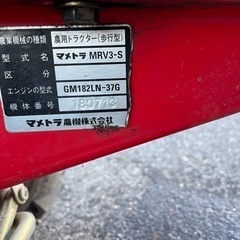 農業機械の種類 農用トラクター(歩行型)
型式名 マメトラ MRV3-S
区分
エンジンの型式 GM182LN-37G
機体番号 180713
マメトラ農機株式会社